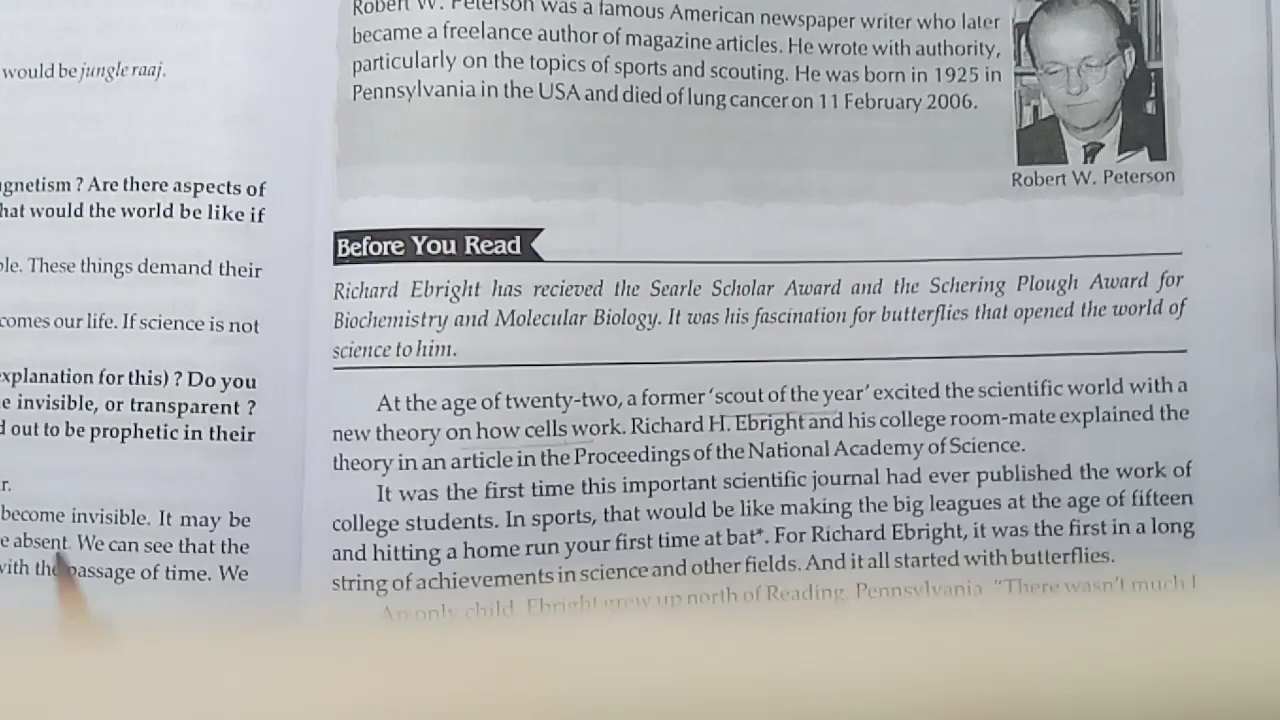 would be jungle raaj.
gnetism ? Are there aspects of
hat would the world be like if
ole. These things demand their
comes our life. If science is not
xplanation for this) ? Do you
e invisible, or transparent ?
d out to be prophetic in their
r.
become invisible. It may be
e absent. We can see that the
with the passage of time. We
Robert W. Peterson was a famous American newspaper writer who later
became a freelance author of magazine articles. He wrote with authority,
particularly on the topics of sports and scouting. He was born in 1925 in
Pennsylvania in the USA and died of lung cancer on 11 February 2006.
Robert W. Peterson
Before You Read
Richard Ebright has recieved the Searle Scholar Award and the Schering Plough Award for
Biochemistry and Molecular Biology. It was his fascination for butterflies that opened the world of
science to him.
At the age of twenty-two, a former ‘scout of the year’ excited the scientific world with a
new theory on how cells work. Richard H. Ebright and his college room-mate explained the
theory in an article in the Proceedings of the National Academy of Science.
It was the first time this important scientific journal had ever published the work of
college students. In sports, that would be like making the big leagues at the age of fifteen
and hitting a home run your first time at bat*. For Richard Ebright, it was the first in a long
string of achievements in science and other fields. And it all started with butterflies.
An only child, Ebright grew up north of Reading, Pennsylvania. “There wasn’t much I